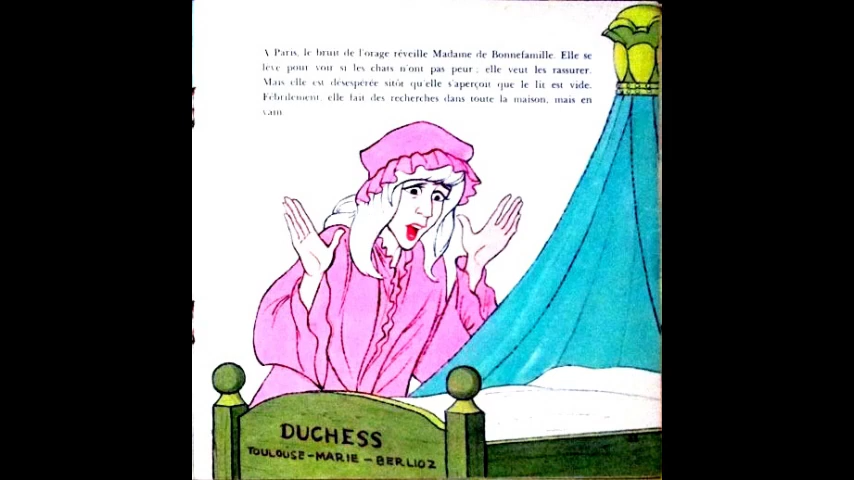 A Paris, le bruit de l'orage réveille Madame de Bonnefamille. Elle se
lève pour voir si les chats n'ont pas peur ; elle veut les rassurer.
Mais elle est désespérée sitôt qu'elle s'aperçoit que le lit est vide.
Fébrilement, elle fait des recherches dans toute la maison, mais en
vain
DUCHESS
TOULOUSE-MARIE-BERLIOZ